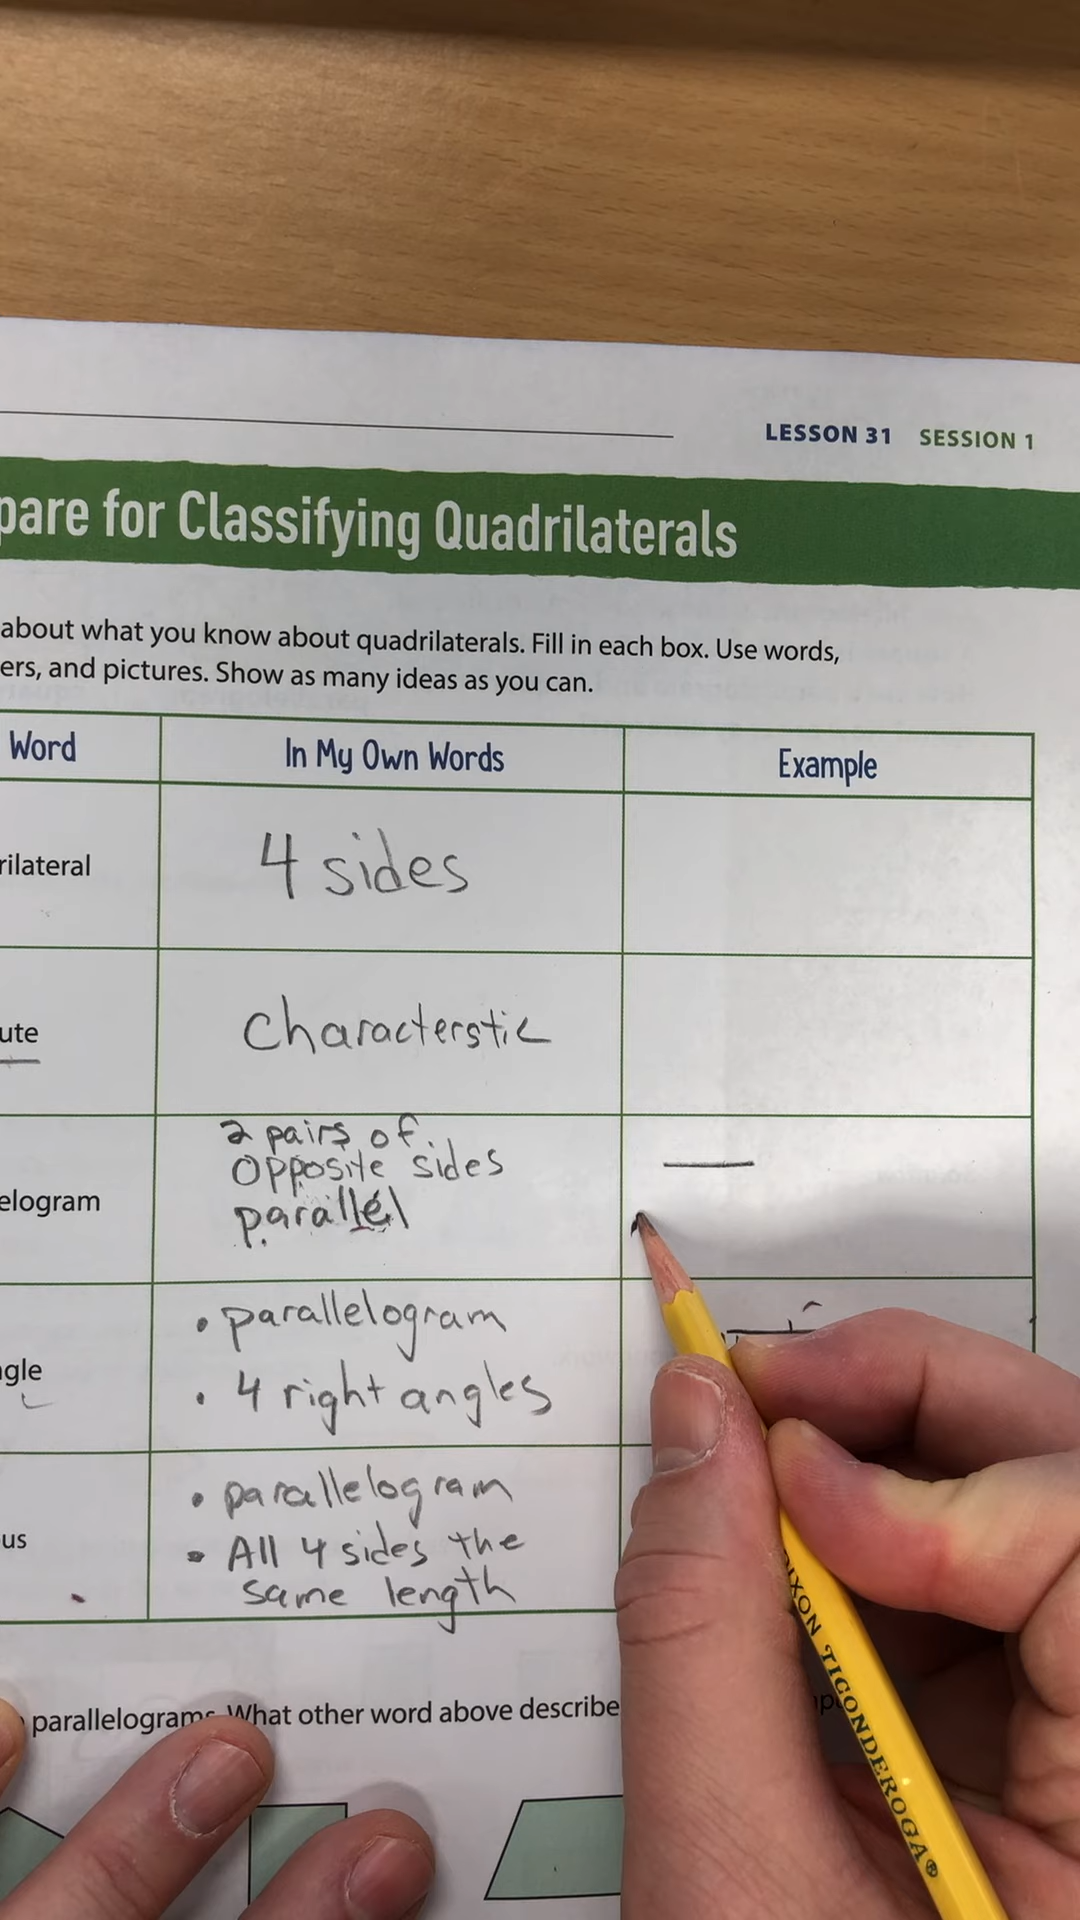 LESSON 31 SESSION 1
pare for Classifying Quadrilaterals
about what you know about quadrilaterals. Fill in each box. Use words,
ers, and pictures. Show as many ideas as you can.
Word
In My Own Words
Example
rilateral
4 sides
ute
Characterstic
elogram
2 pairs of
opposite sides
parallel
gle
• parallelogram
• 4 right angles
us
• parallelogram
• All 4 sides the
same length
parallelograms. What other word above describe
DIXON TICONDEROGA®